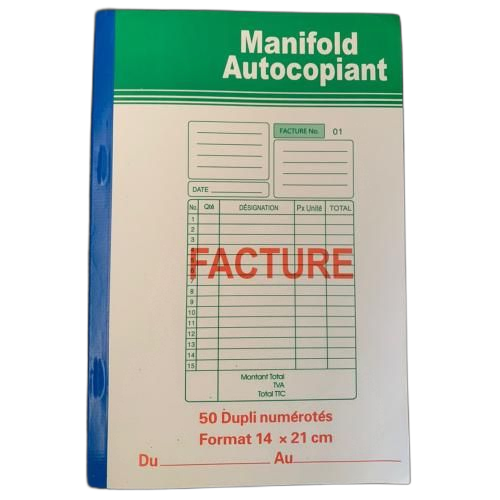 Manifold
Autocopiant
FACTURE No. 01
DATE
No. Qté DÉSIGNATION Px Unité TOTAL
1
2
3
4
5
6
7
8
9
10
11
12
13
14
15
FACTURE
Montant Total
TVA
Total TTC
50 Dupli numérotés
Format 14 x 21 cm
Du Au